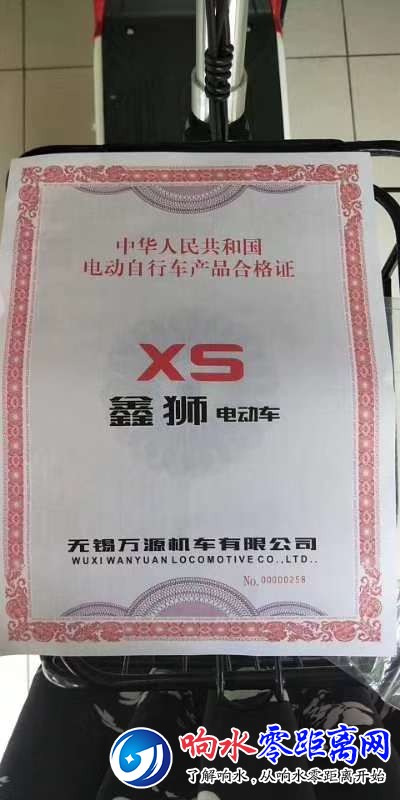 中华人民共和国
电动自行车产品合格证
XS
鑫狮 电动车
无锡万源机车有限公司
WUXIWANYUAN LOCOMOTIVE CO.,LTD..
No.00000258
响水零距离网
了解响水,从响水零距离开始